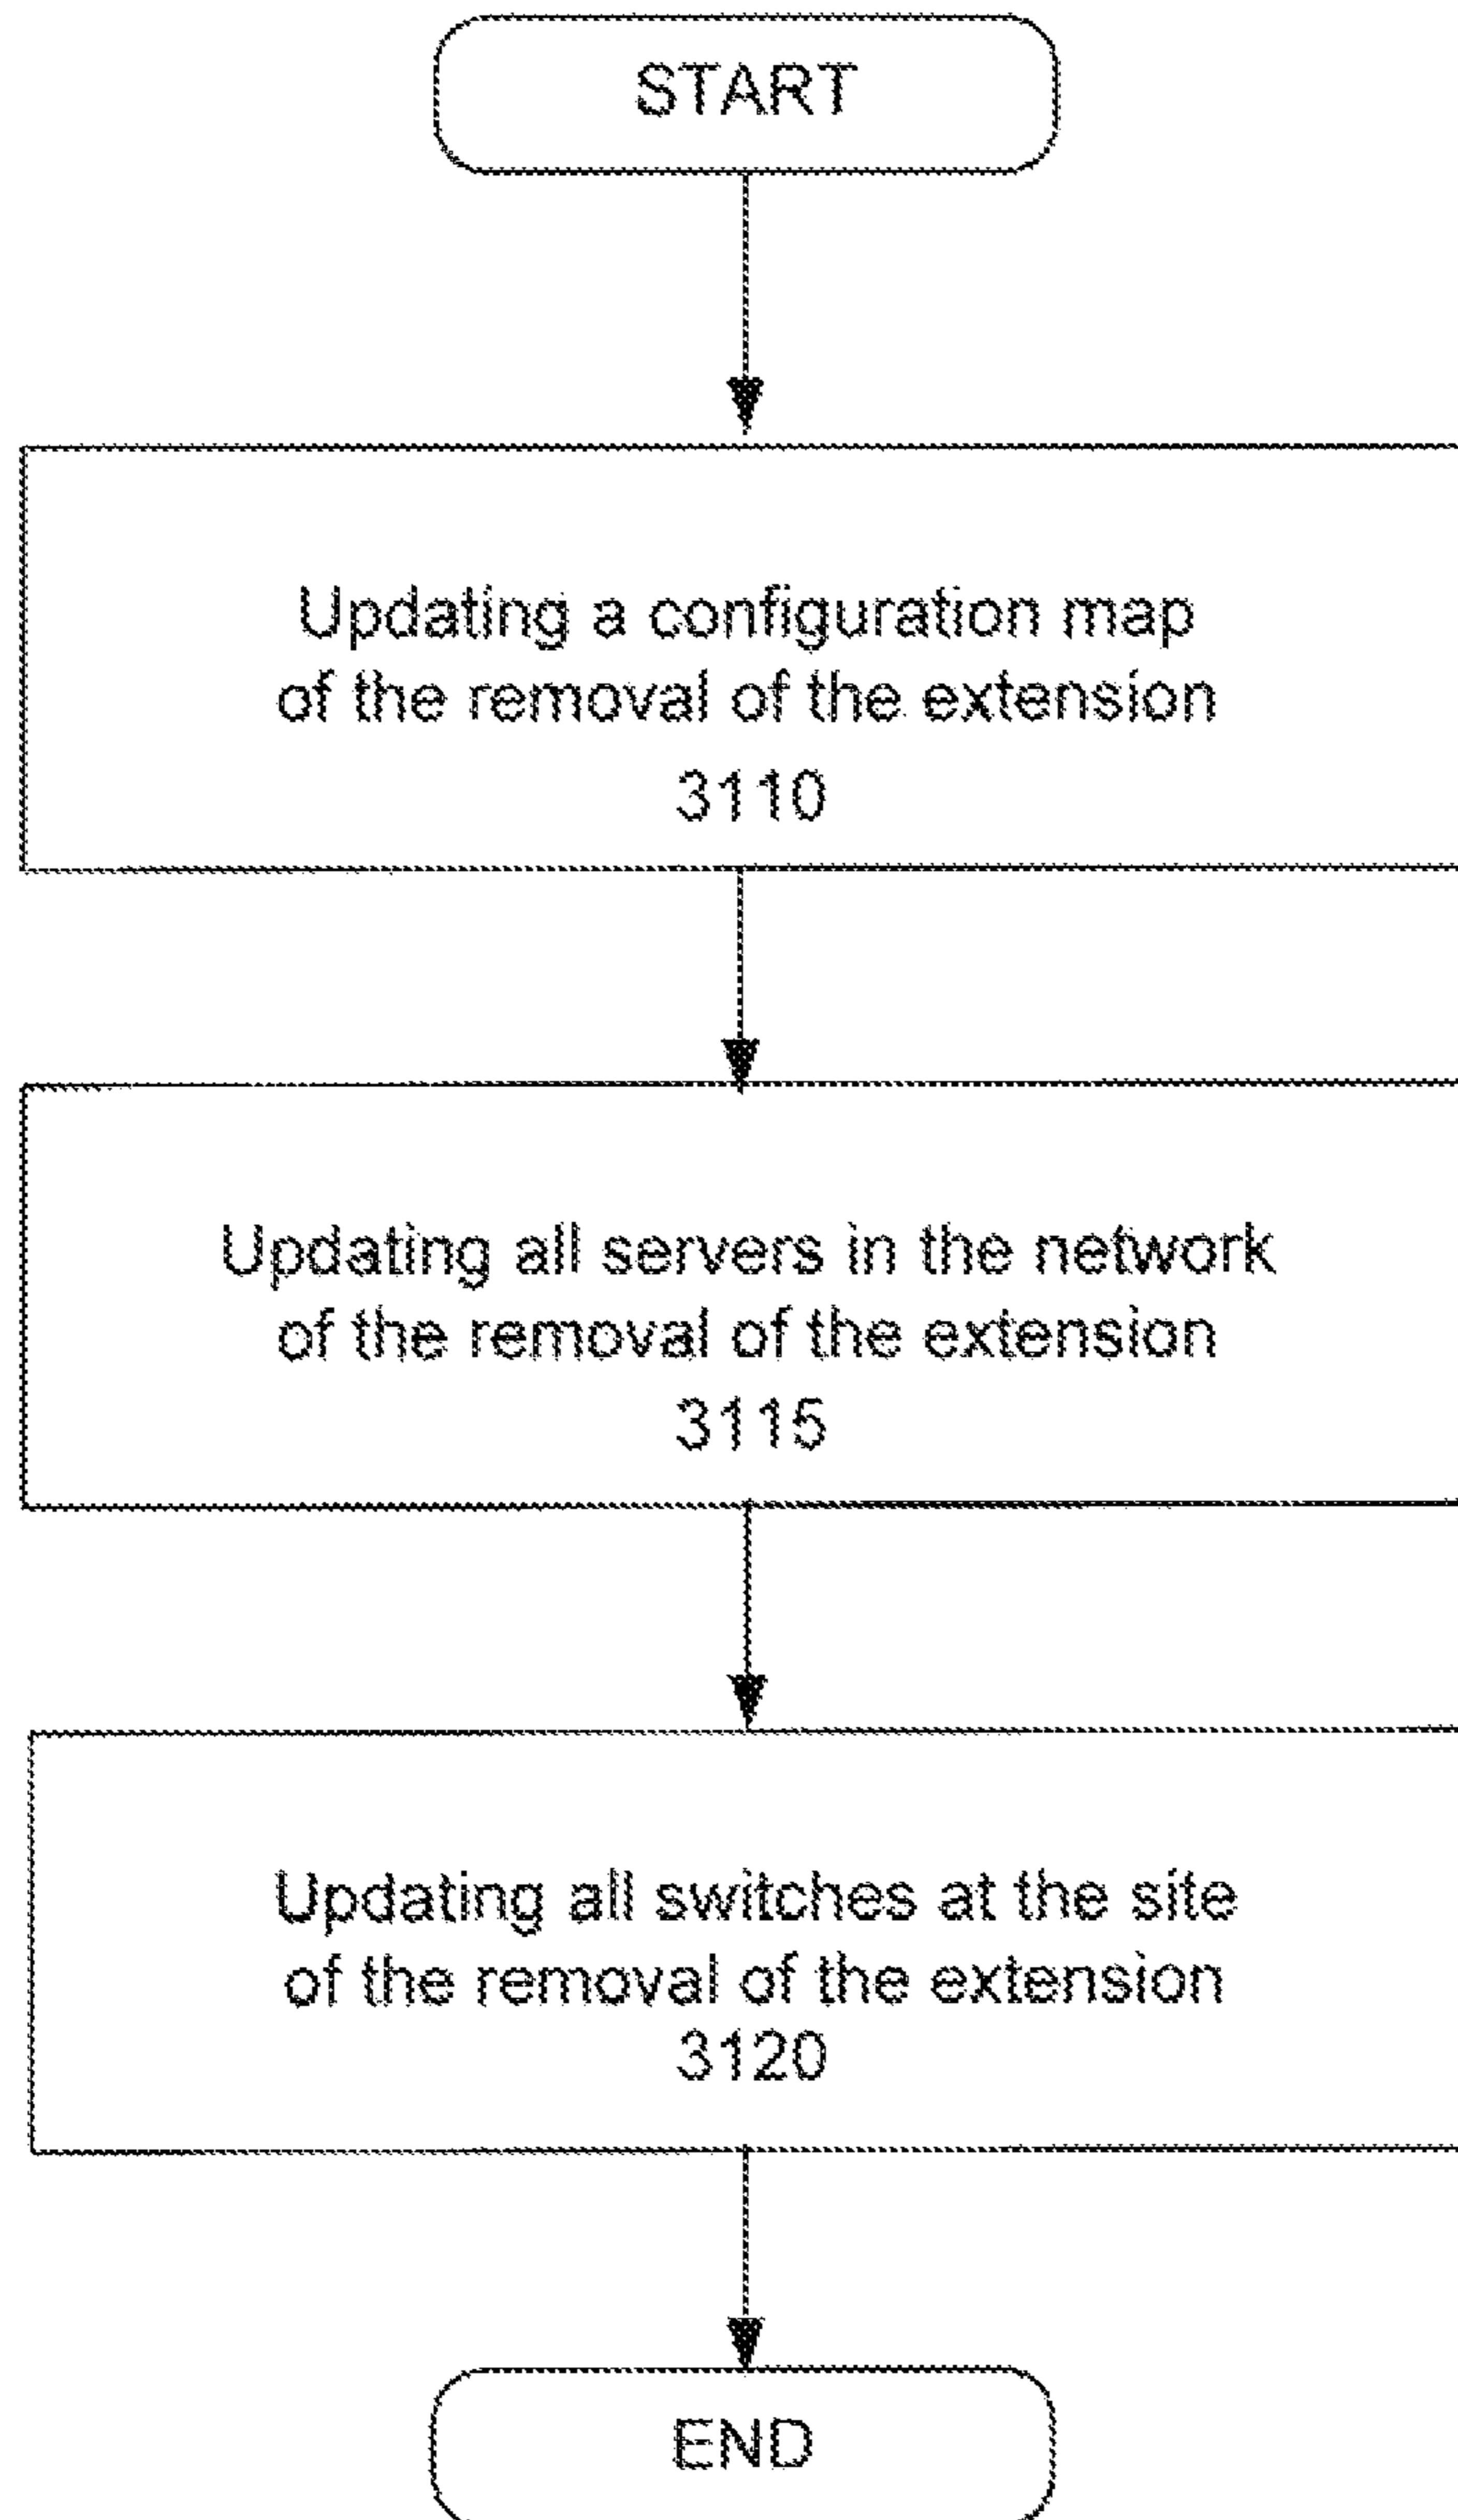 START
Updating a configuration map
of the removal of the extension
3110
Updating all servers in the network
of the removal of the extension
3115
Updating all switches at the site
of the removal of the extension
3120
END